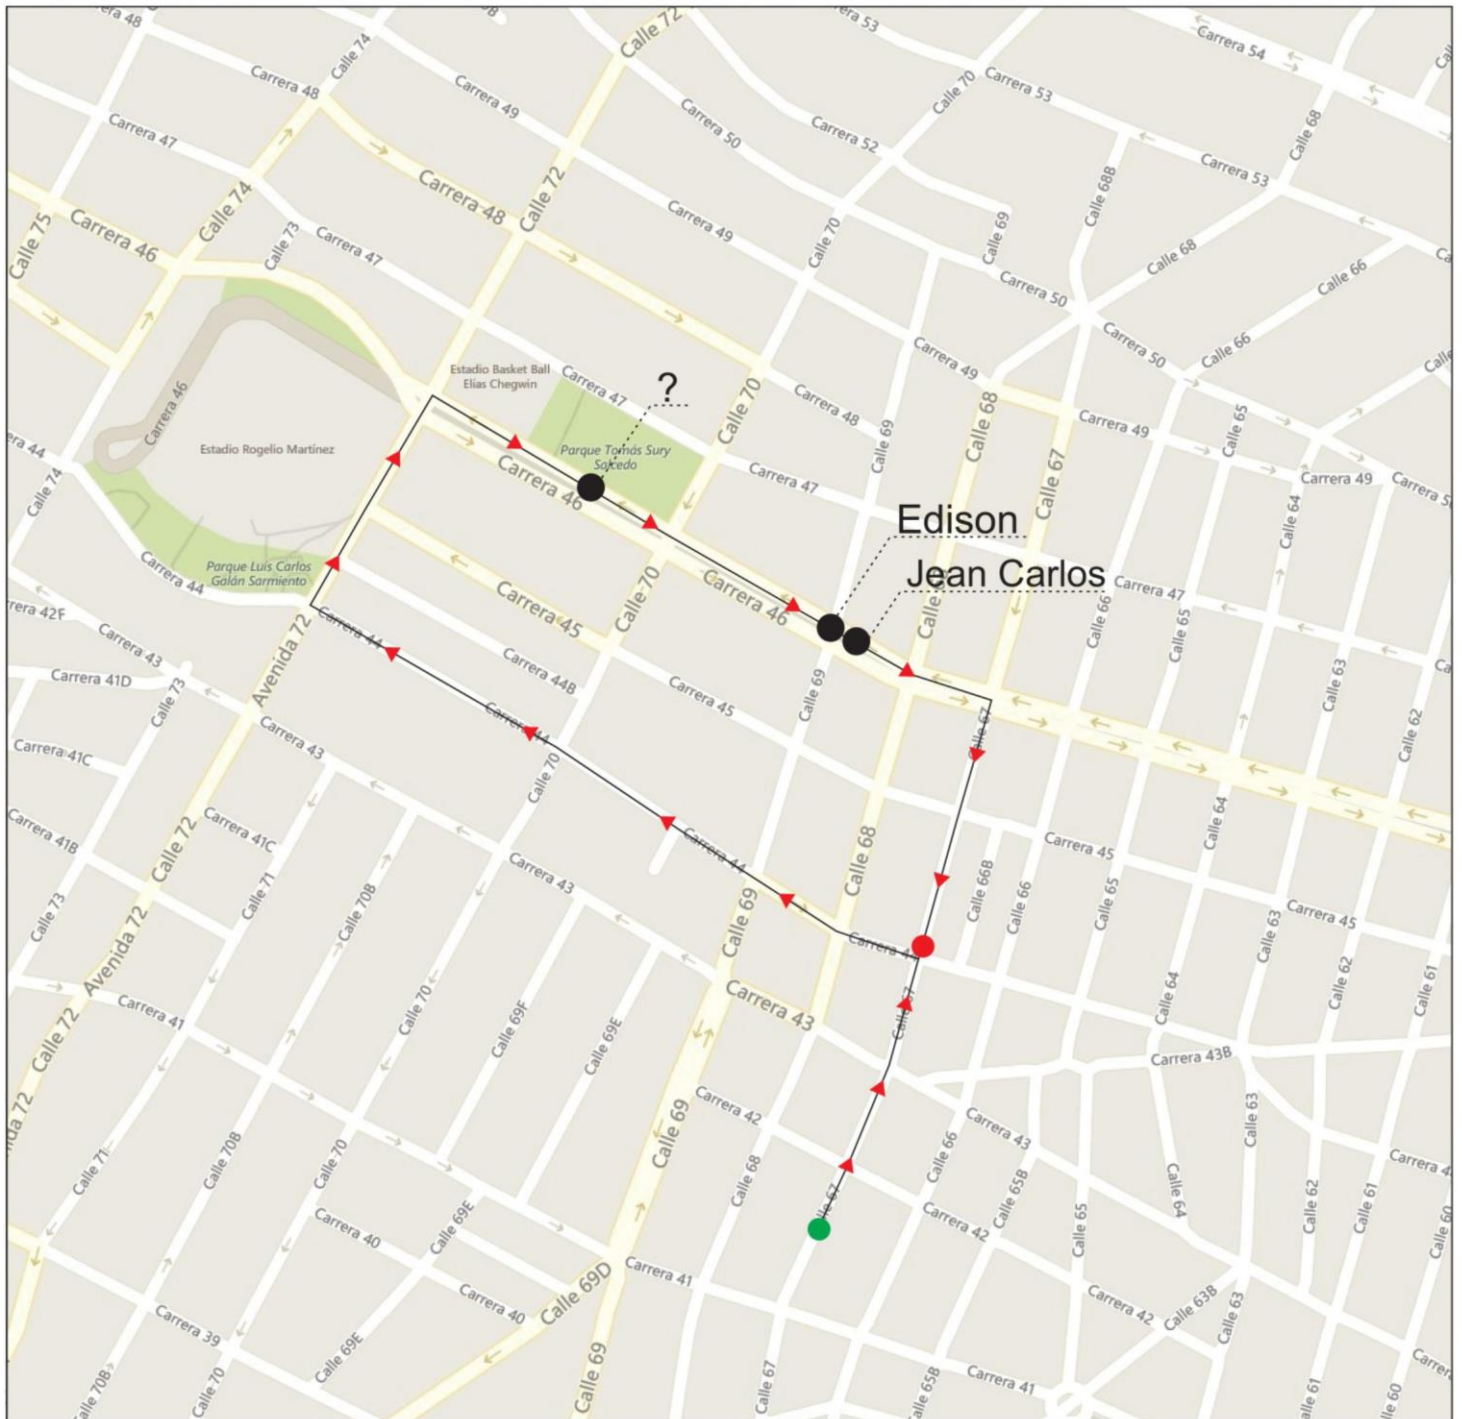 Calle 72
Carrera 53
Carrera 54
Carrera 48
Calle 74
Carrera 48
Carrera 49
Calle 70
Carrera 53
Carrera 50
Carrera 52
Calle 68
Carrera 47
Carrera 53
Calle 68B
Calle 72
Carrera 48
Calle 74
Carrera 49
Calle 70
Calle 69
Calle 75
Carrera 46
Calle 73
Carrera 47
Calle 68
Calle 66
Carrera 50
Carrera 49
Carrera 50
Calle 66
Estadio Basket Ball
Elías Chegwin
Carrera 47
?
Calle 70
Carrera 48
Calle 69
Calle 68
Carrera 49
Calle 65
Carrera 46
Estadio Rogelio Martínez
Parque Tomás Sury
Salcedo
Carrera 46
Carrera 47
Calle 67
Carrera 49
Calle 64
Calle 74
Edison
Jean Carlos
Parque Luis Carlos
Galán Sarmiento
Carrera 44
Carrera 45
Calle 70
Carrera 46
Carrera 47
Calle 66
Calle 65
Carrera 43
Carrera 44
Avenida 72
Carrera 44B
Carrera 45
Calle 69
Calle 63
Calle 62
Carrera 41D
Calle 73
Carrera 43
Carrera 44
Calle 67
Carrera 41C
Calle 70
Carrera 41B
Carrera 41C
Calle 72
Carrera 44
Calle 68
Carrera 45
Calle 64
Carrera 43
Calle 66B
Calle 66
Calle 65
Carrera 45
Calle 73
Calle 71
Calle 70B
Calle 69
Calle 63
Avenida 72
Carrera 43
Calle 67
Calle 64
Calle 62
Calle 61
Carrera 41
Calle 72
Calle 70
Calle 69F
Calle 69E
Carrera 43B
Carrera 42
Calle 69
Carrera 43
Calle 63
Calle 71
Calle 70B
Calle 70
Calle 68
Calle 66
Calle 65B
Calle 64
Calle 62
Calle 61
Carrera 40
Calle 69E
Carrera 42
Calle 65
Carrera 41
Carrera 40
Calle 69D
Carrera 42
Calle 63B
Calle 63
Carrera 39
Calle 69E
Calle 69
Calle 67
Carrera 41
Calle 70